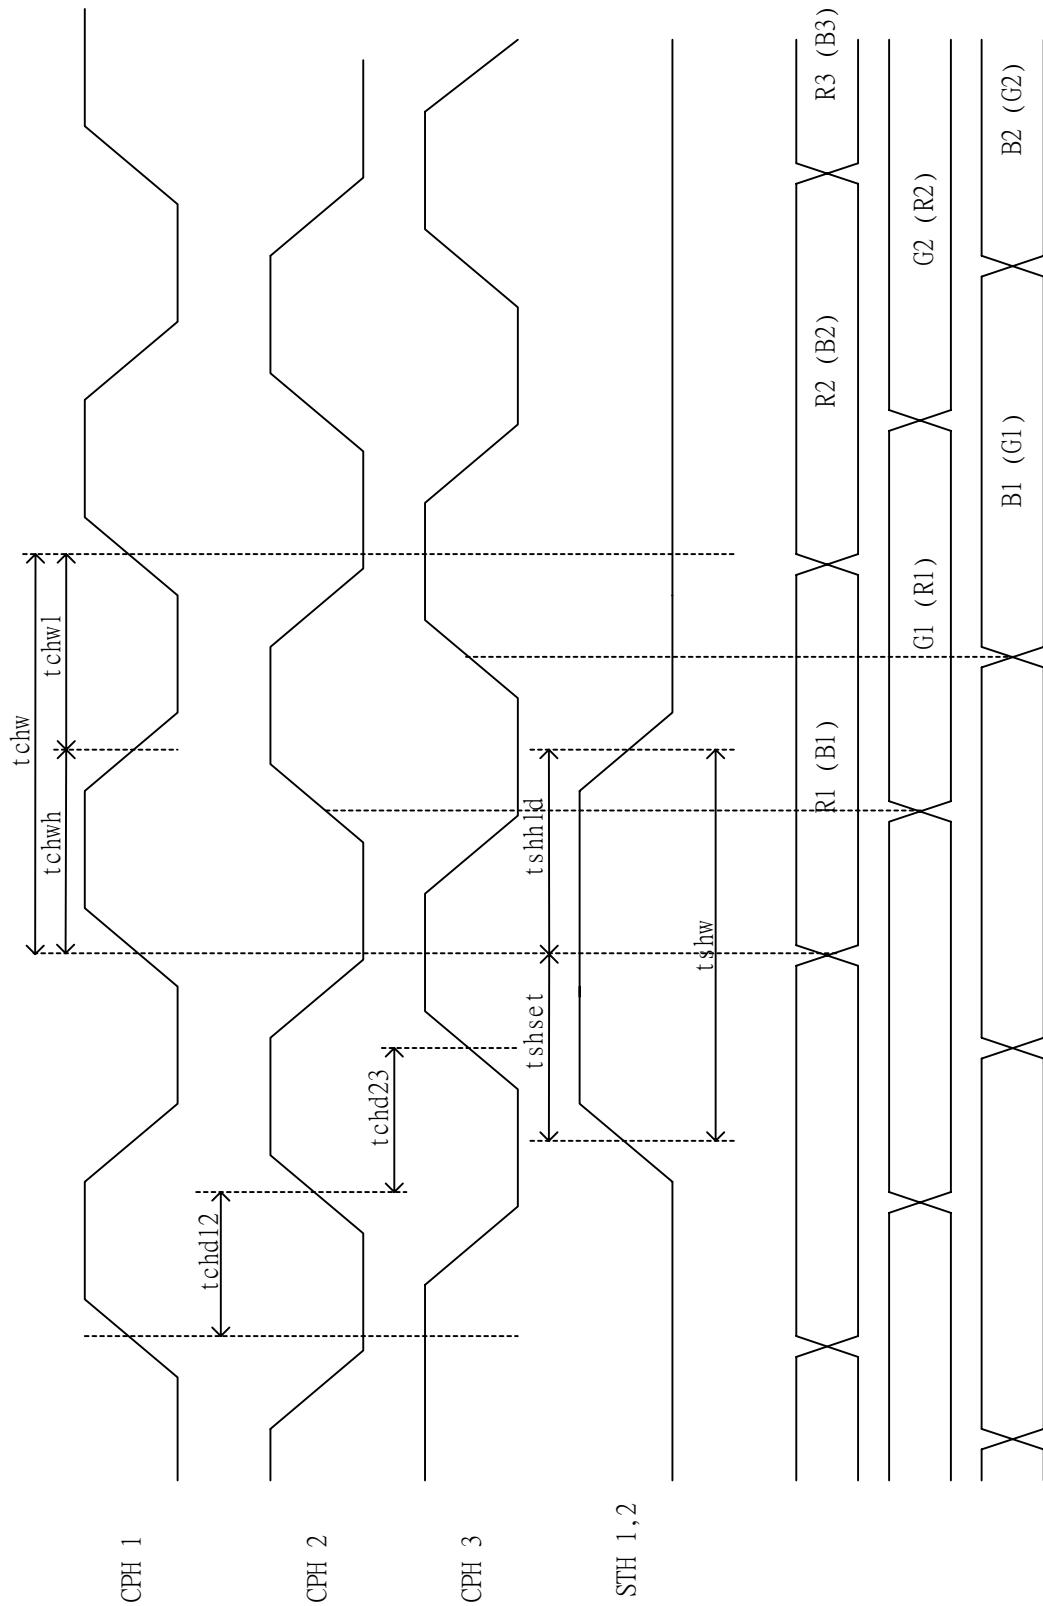 tchw
tchwh
tchwl
CPH 1
tchd12
CPH 2
tchd23
CPH 3
tshset
tshhld
STH 1,2
tshw
R1 (B1)
R2 (B2)
R3 (B3)
G1 (R1)
G2 (R2)
B1 (G1)
B2 (G2)